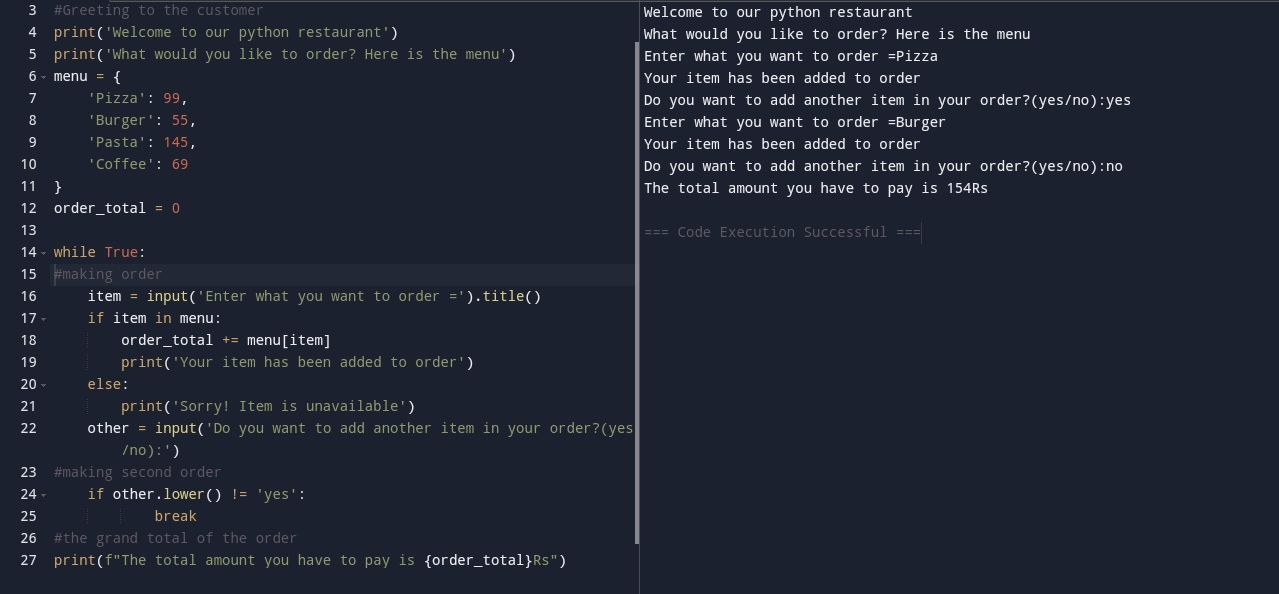 3 #Greeting to the customer
4 print('Welcome to our python restaurant')
5 print('What would you like to order? Here is the menu')
6 menu = {
7     'Pizza': 99,
8     'Burger': 55,
9     'Pasta': 145,
10     'Coffee': 69
11 }
12 order_total = 0
13
14 while True:
15 #making order
16     item = input('Enter what you want to order =').title()
17     if item in menu:
18         order_total += menu[item]
19         print('Your item has been added to order')
20     else:
21         print('Sorry! Item is unavailable')
22     other = input('Do you want to add another item in your order?(yes
/no):')
23 #making second order
24     if other.lower() != 'yes':
25             break
26 #the grand total of the order
27 print(f"The total amount you have to pay is {order_total}Rs")
Welcome to our python restaurant
What would you like to order? Here is the menu
Enter what you want to order =Pizza
Your item has been added to order
Do you want to add another item in your order?(yes/no):yes
Enter what you want to order =Burger
Your item has been added to order
Do you want to add another item in your order?(yes/no):no
The total amount you have to pay is 154Rs
=== Code Execution Successful ===